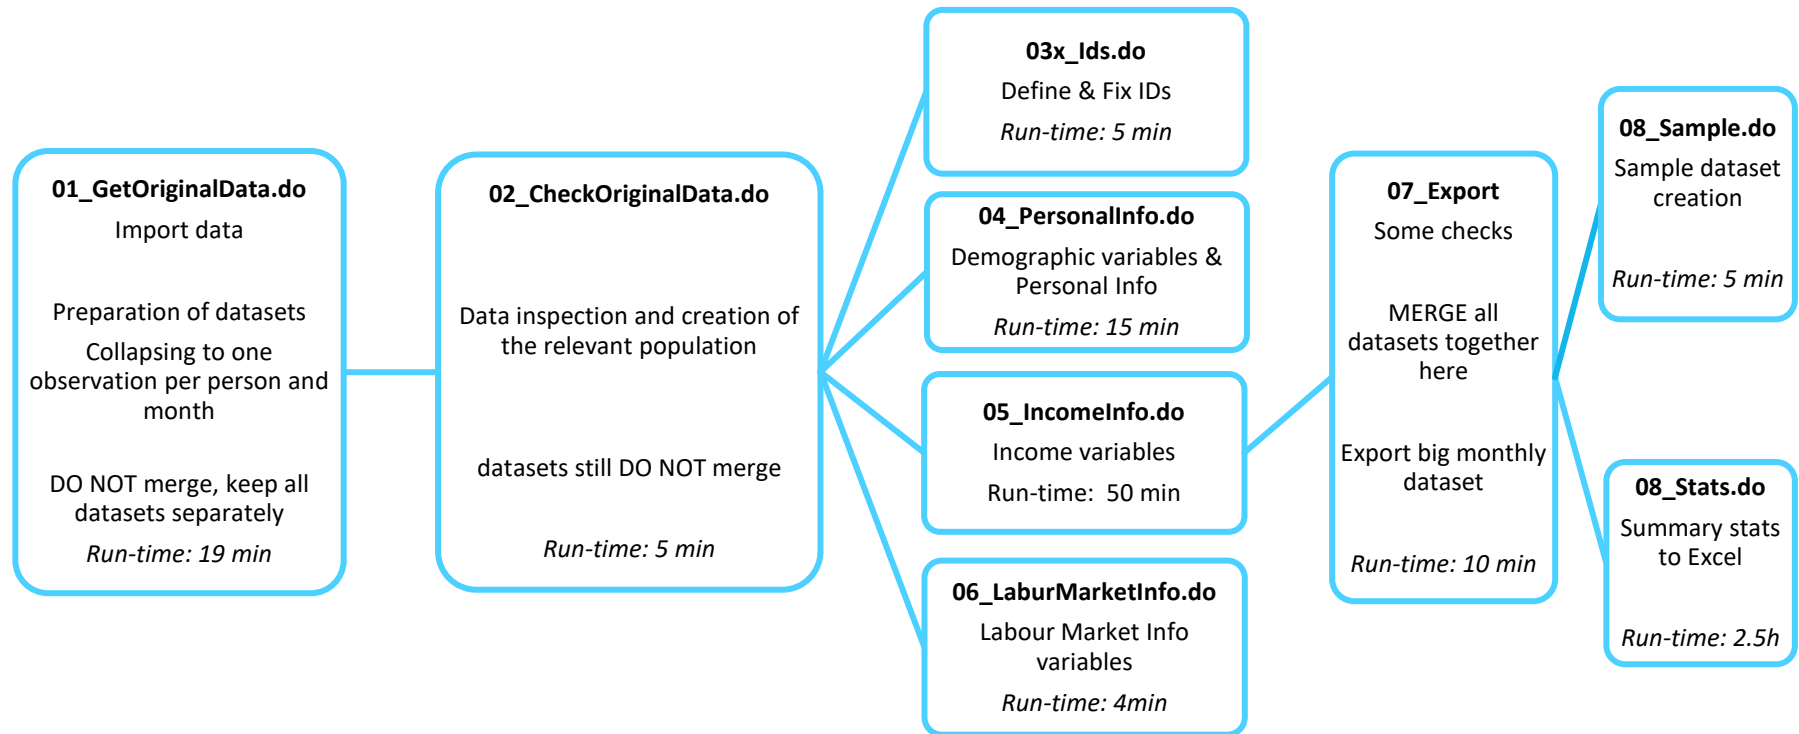 01_GetOriginalData.do
Import data
Preparation of datasets
Collapsing to one
observation per person and
month
DO NOT merge, keep all
datasets separately
Run-time: 19 min
02_CheckOriginalData.do
Data inspection and creation of
the relevant population
datasets still DO NOT merge
Run-time: 5 min
03x_Ids.do
Define & Fix IDs
Run-time: 5 min
04_PersonalInfo.do
Demographic variables &
Personal Info
Run-time: 15 min
05_IncomeInfo.do
Income variables
Run-time:  50 min
06_LaburMarketInfo.do
Labour Market Info
variables
Run-time: 4min
07_Export
Some checks
MERGE all
datasets together
here
Export big monthly
dataset
Run-time: 10 min
08_Sample.do
Sample dataset
creation
Run-time: 5 min
08_Stats.do
Summary stats
to Excel
Run-time: 2.5h